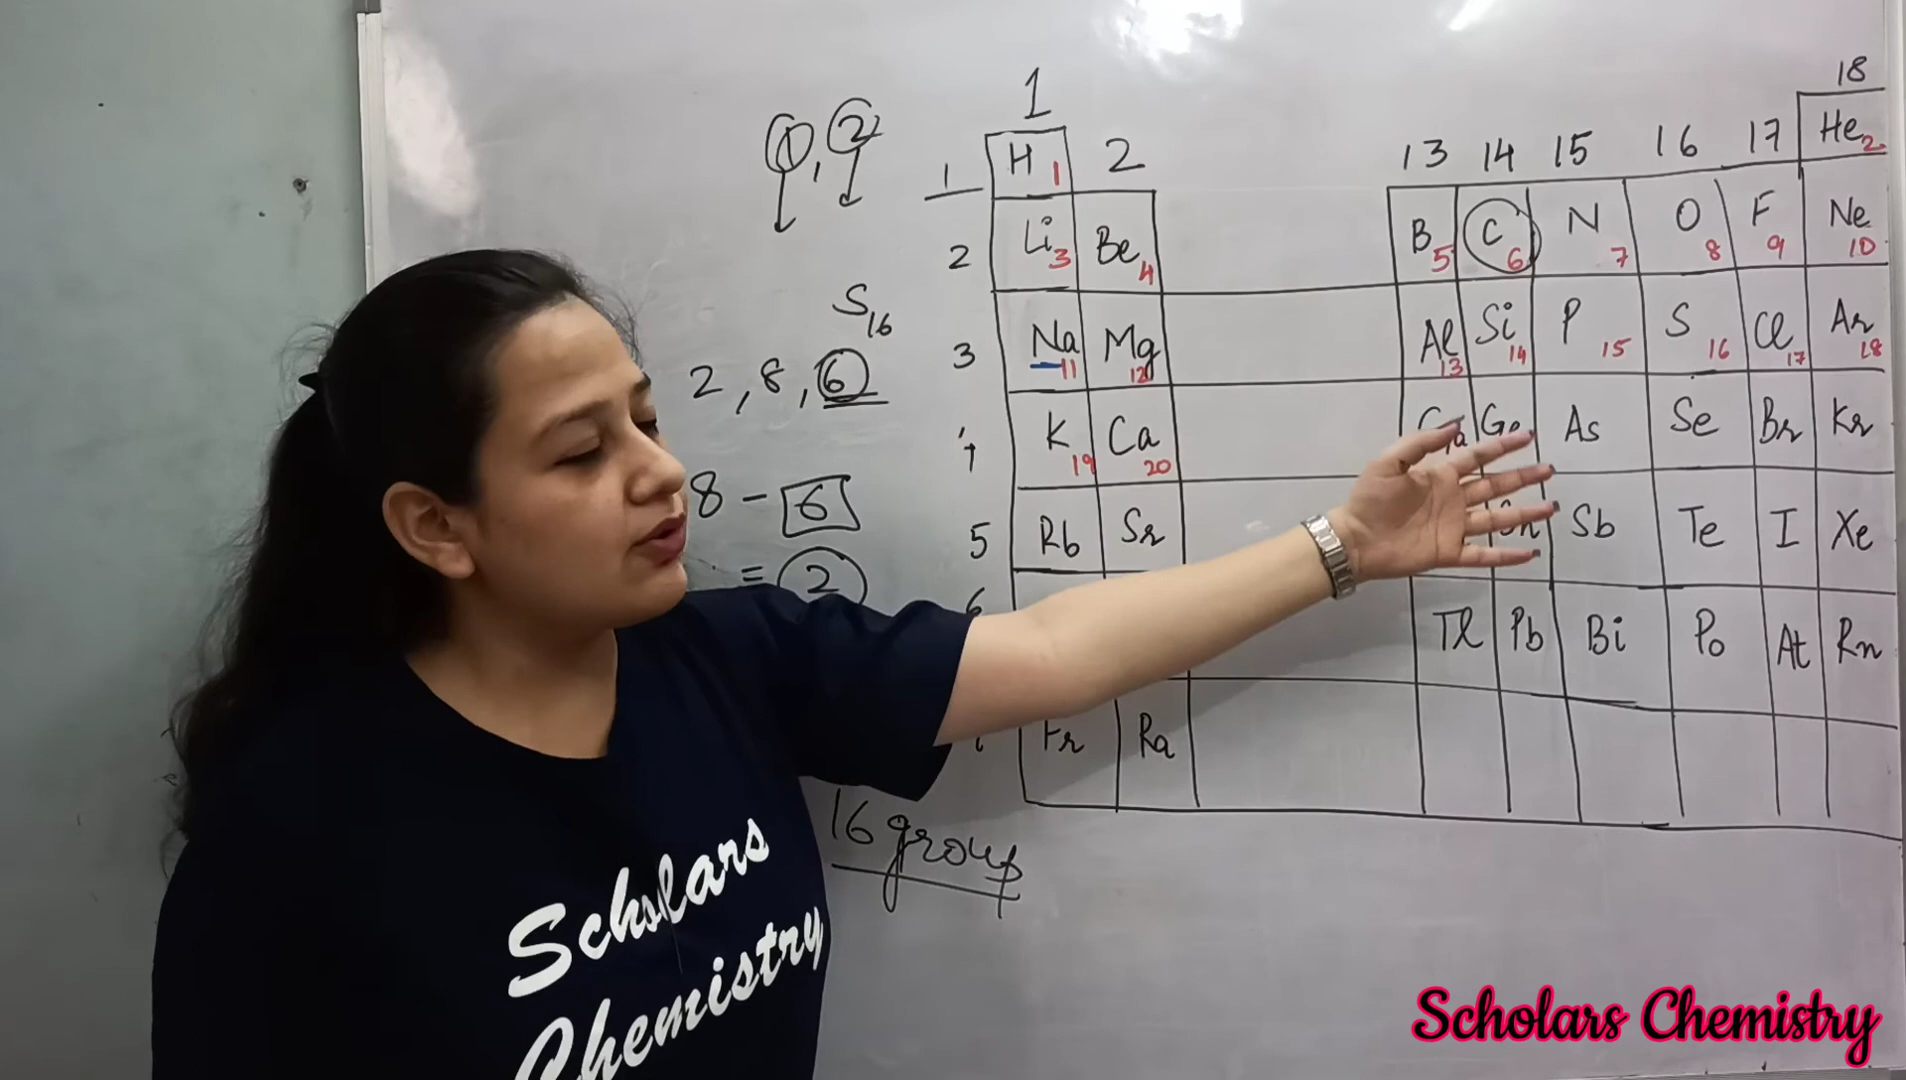 1, 2
S16
2, 8, 6
8 - 6
= 2
16 group
1 18
2 13 14 15 16 17 He 2
1 H 1
2 Li 3 Be 4 B 5 C 6 N 7 O 8 F 9 Ne 10
3 Na 11 Mg 12 Al 13 Si 14 P 15 S 16 Cl 17 Ar 18
4 K 19 Ca 20 Ga Ge As Se Br Kr
5 Rb Sr Sn Sb Te I Xe
6 Tl Pb Bi Po At Rn
Fr Ra
Scholars
Chemistry
Scholars Chemistry